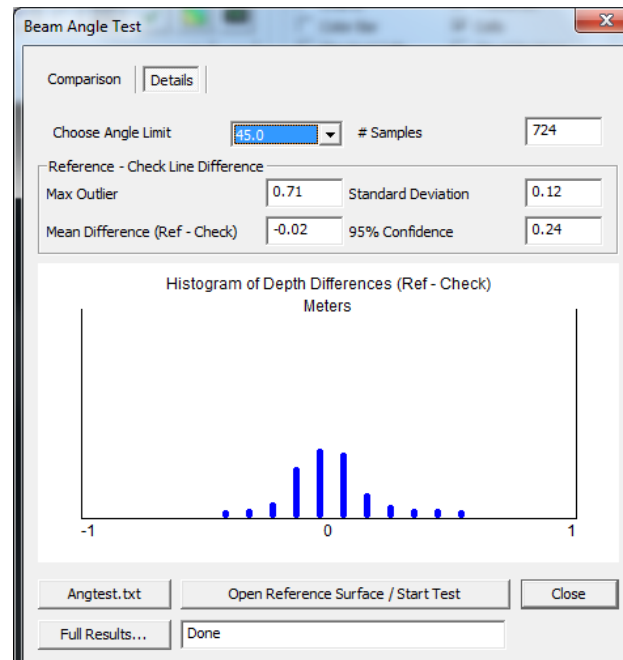 Beam Angle Test
Comparison Details
Choose Angle Limit 45.0 # Samples 724
Reference - Check Line Difference
Max Outlier 0.71 Standard Deviation 0.12
Mean Difference (Ref - Check) -0.02 95% Confidence 0.24
Histogram of Depth Differences (Ref - Check)
Meters
-1 0 1
Angtest.txt Open Reference Surface / Start Test Close
Full Results... Done